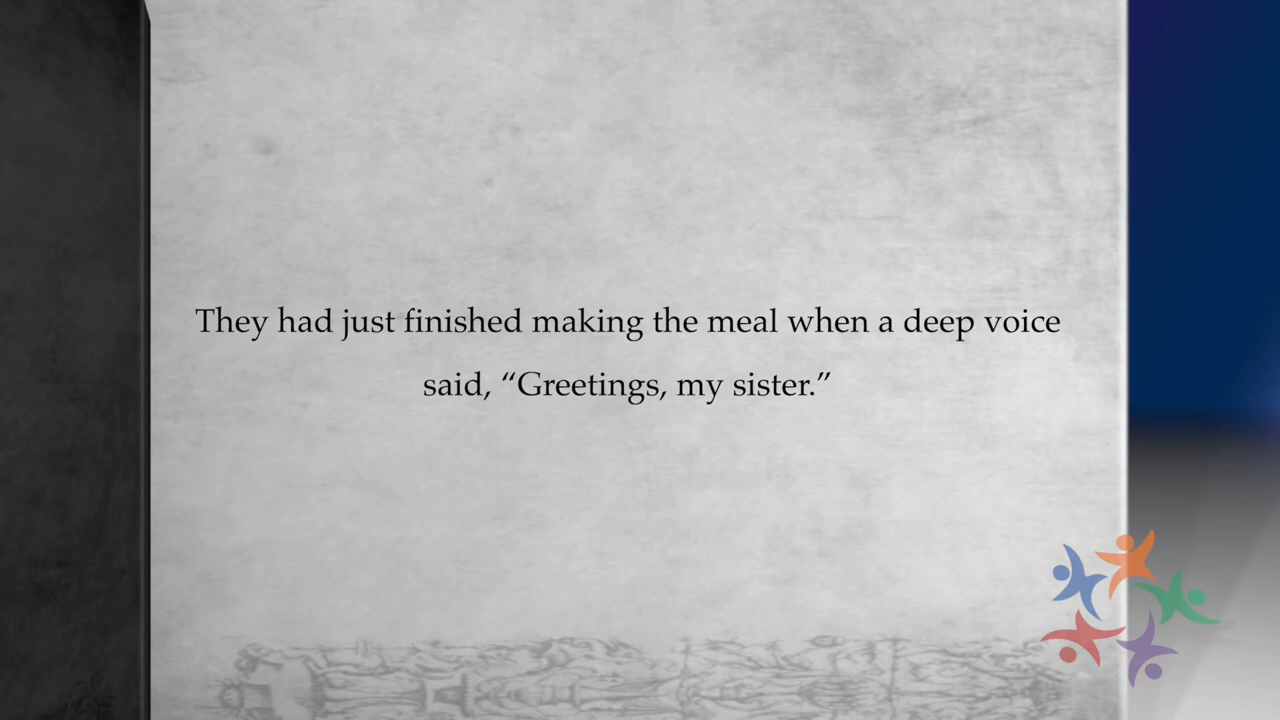 They had just finished making the meal when a deep voice
said, “Greetings, my sister.”